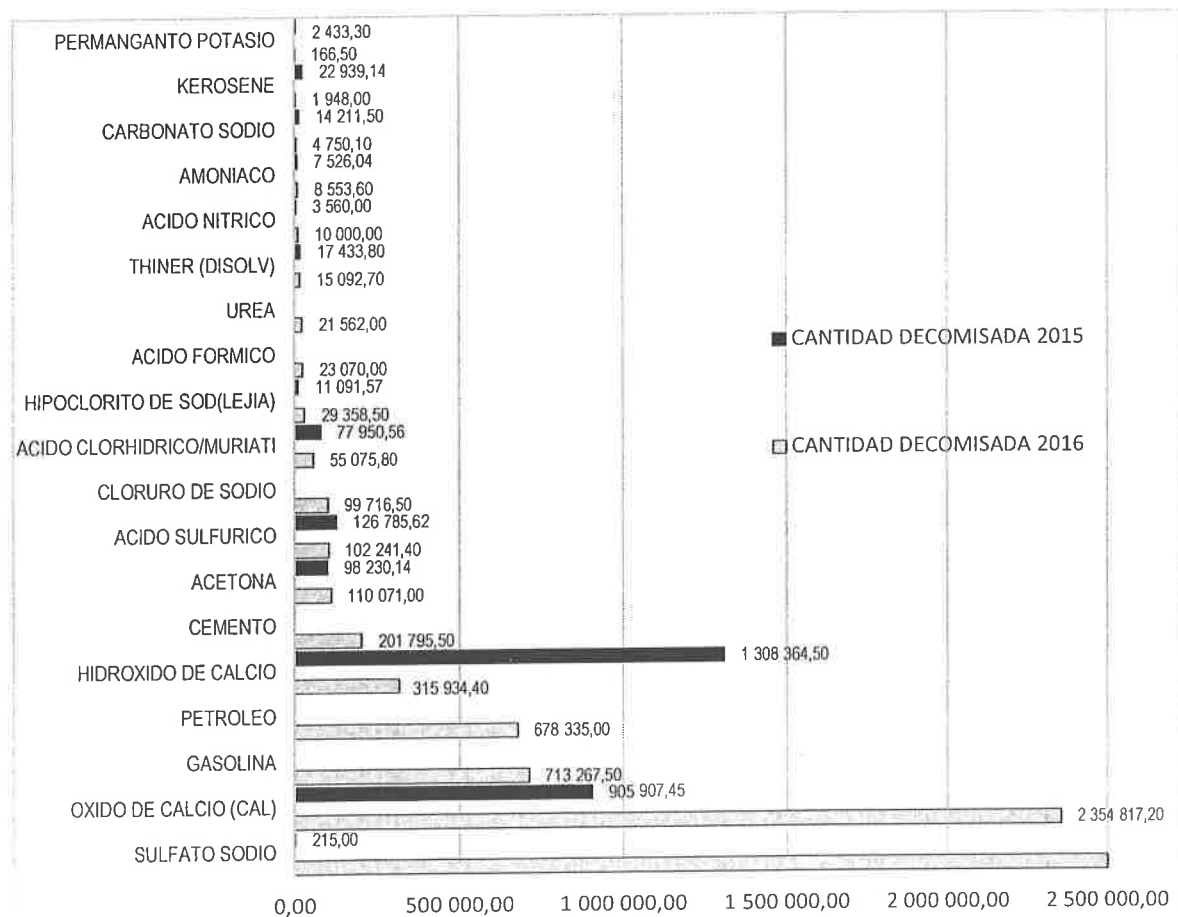 2 433,30
PERMANGANTO POTASIO
166,50
22 939,14
KEROSENE
1 948,00
14 211,50
CARBONATO SODIO
4 750,10
7 526,04
AMONIACO
8 553,60
3 560,00
ACIDO NITRICO
10 000,00
17 433,80
THINER (DISOLV)
15 092,70
UREA
21 562,00
CANTIDAD DECOMISADA 2015
ACIDO FORMICO
23 070,00
11 091,57
HIPOCLORITO DE SOD(LEJIA)
29 358,50
77 950,56
ACIDO CLORHIDRICO/MURIATI
55 075,80
CANTIDAD DECOMISADA 2016
CLORURO DE SODIO
99 716,50
126 785,62
ACIDO SULFURICO
102 241,40
98 230,14
ACETONA
110 071,00
CEMENTO
201 795,50
1 308 364,50
HIDROXIDO DE CALCIO
315 934,40
PETROLEO
678 335,00
GASOLINA
713 267,50
905 907,45
OXIDO DE CALCIO (CAL)
2 354 817,20
215,00
SULFATO SODIO
0,00 500 000,00 1 000 000,00 1 500 000,00 2 000 000,00 2 500 000,00